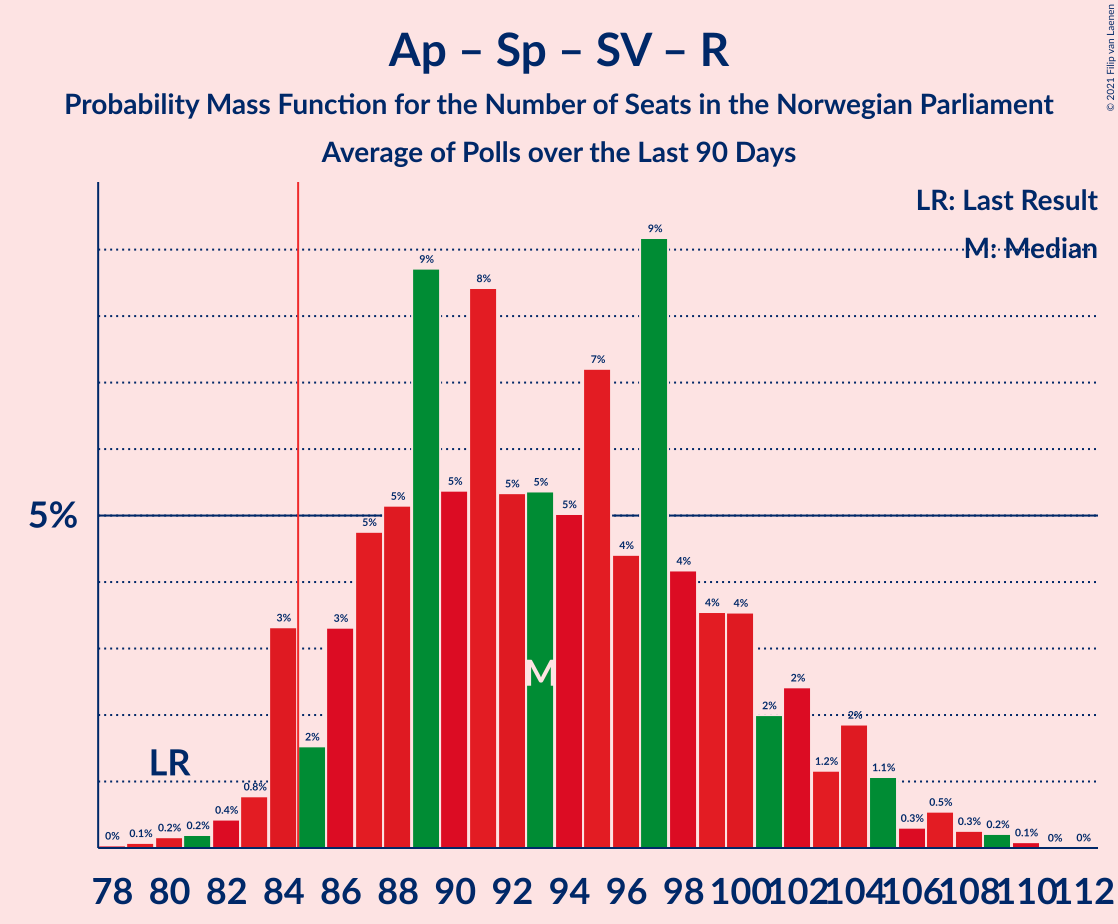 Ap – Sp – SV – R
Probability Mass Function for the Number of Seats in the Norwegian Parliament
Average of Polls over the Last 90 Days
© 2021 Filip van Laenen
LR: Last Result
M: Median
5%
LR
M
0% 0.1% 0.2% 0.2% 0.4% 0.8% 3% 2% 3% 5% 5% 9% 5% 8% 5% 5% 5% 7% 4% 9% 4% 4% 4% 2% 2% 1.2% 2% 1.1% 0.3% 0.5% 0.3% 0.2% 0.1% 0% 0%
78 80 82 84 86 88 90 92 94 96 98 100 102 104 106 108 110 112